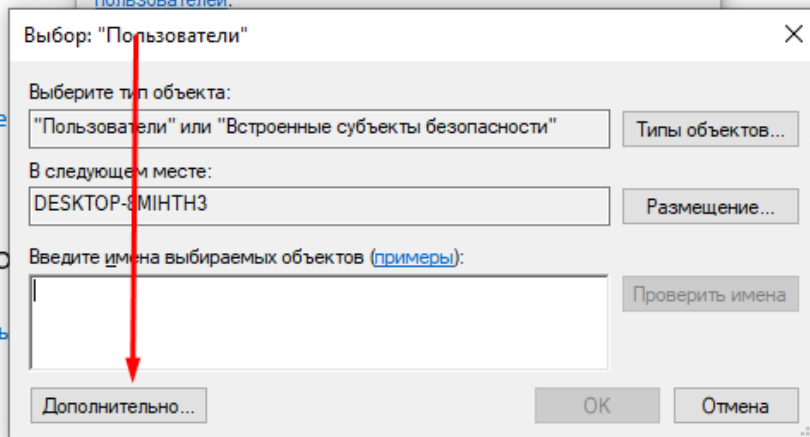 пользователей.
Выбор: "Пользователи"
Выберите тип объекта:
"Пользователи" или "Встроенные субъекты безопасности"
Типы объектов...
В следующем месте:
DESKTOP-8MIHTH3
Размещение...
Введите имена выбираемых объектов (примеры):
Проверить имена
Дополнительно...
OK
Отмена